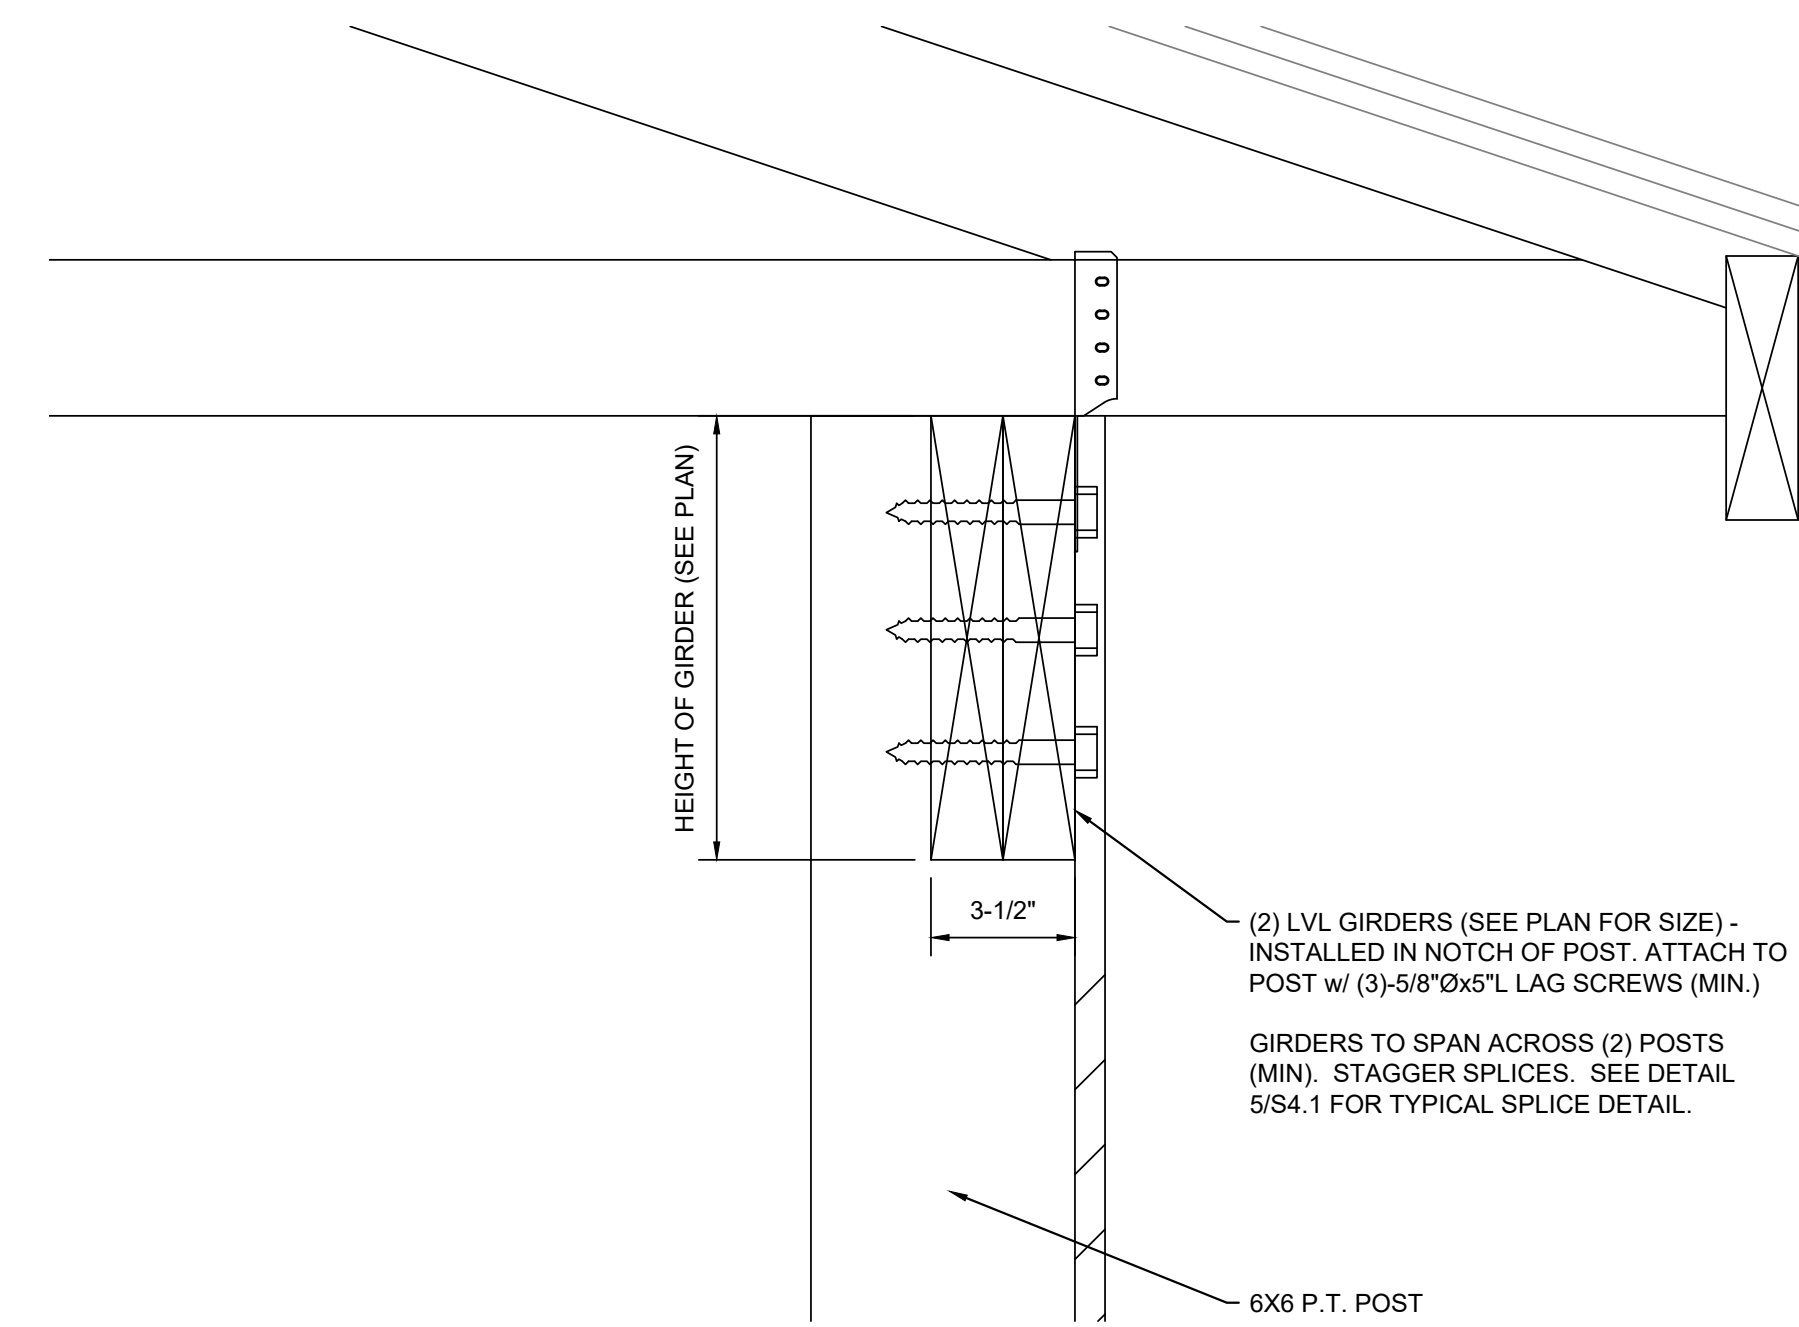 HEIGHT OF GIRDER (SEE PLAN)
3-1/2"
(2) LVL GIRDERS (SEE PLAN FOR SIZE) -
INSTALLED IN NOTCH OF POST. ATTACH TO
POST w/ (3)-5/8"Øx5"L LAG SCREWS (MIN.)
GIRDERS TO SPAN ACROSS (2) POSTS
(MIN). STAGGER SPLICES. SEE DETAIL
5/S4.1 FOR TYPICAL SPLICE DETAIL.
6X6 P.T. POST